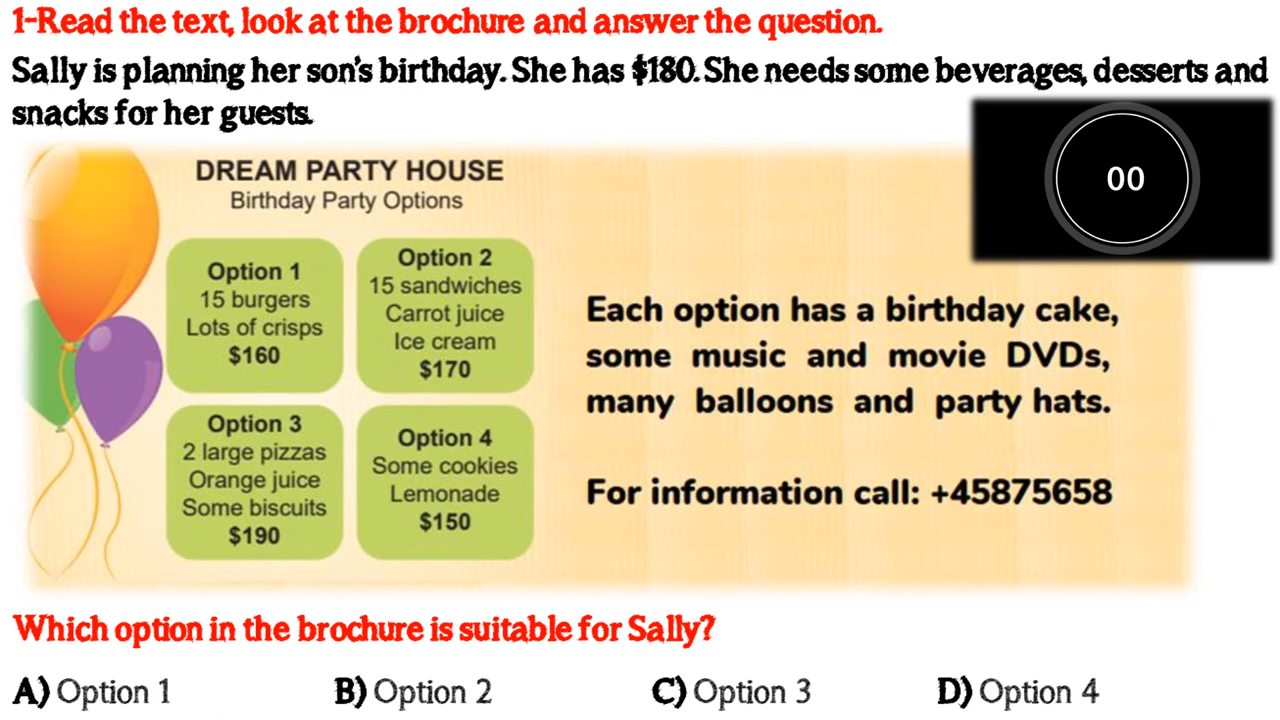 1-Read the text, look at the brochure and answer the question.
Sally is planning her son's birthday. She has $180. She needs some beverages, desserts and
snacks for her guests.
00
DREAM PARTY HOUSE
Birthday Party Options
Option 1
15 burgers
Lots of crisps
$160
Option 2
15 sandwiches
Carrot juice
Ice cream
$170
Option 3
2 large pizzas
Orange juice
Some biscuits
$190
Option 4
Some cookies
Lemonade
$150
Each option has a birthday cake,
some music and movie DVDs,
many balloons and party hats.
For information call: +45875658
Which option in the brochure is suitable for Sally?
A) Option 1
B) Option 2
C) Option 3
D) Option 4